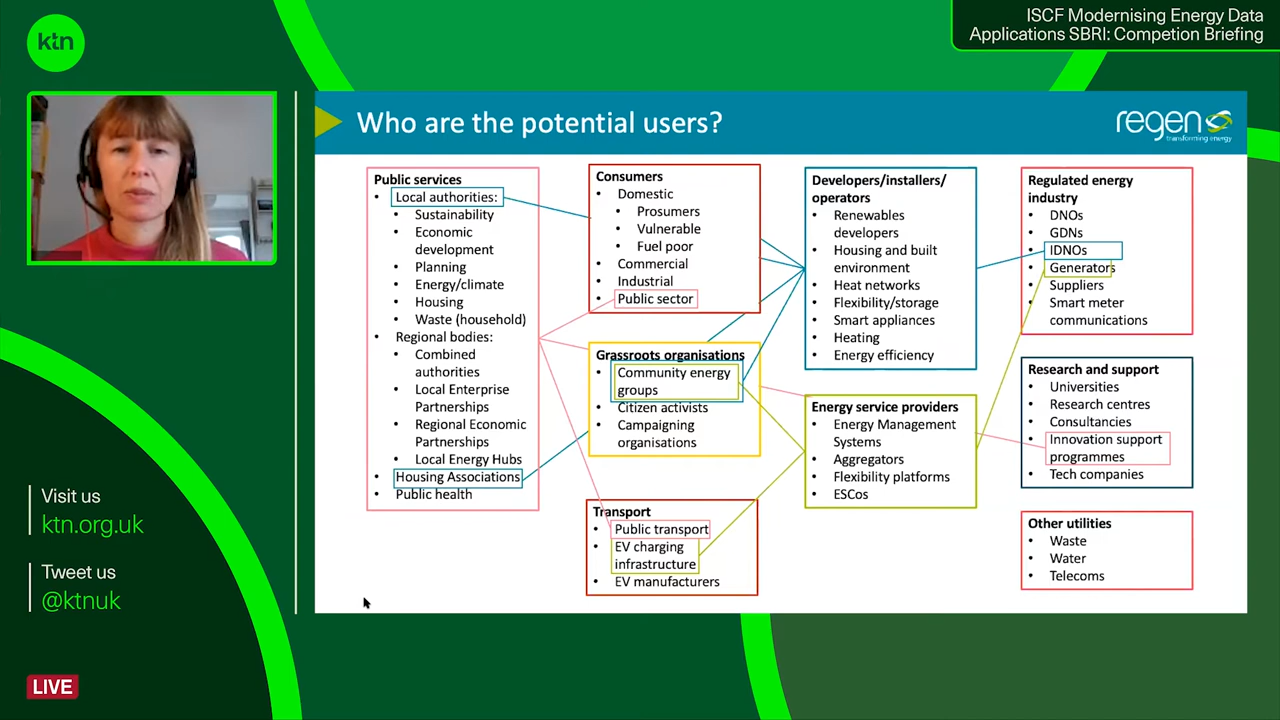 ktn
ISCF Modernising Energy Data
Applications SBRI: Competion Briefing
Who are the potential users?
regen
transforming energy
Public services
• Local authorities:
• Sustainability
• Economic
development
• Planning
• Energy/climate
• Housing
• Waste (household)
• Regional bodies:
• Combined
authorities
• Local Enterprise
Partnerships
• Regional Economic
Partnerships
• Local Energy Hubs
• Housing Associations
• Public health
Consumers
• Domestic
• Prosumers
• Vulnerable
• Fuel poor
• Commercial
• Industrial
• Public sector
Grassroots organisations
• Community energy
groups
• Citizen activists
• Campaigning
organisations
Transport
• Public transport
• EV charging
infrastructure
• EV manufacturers
Developers/installers/
operators
• Renewables
developers
• Housing and built
environment
• Heat networks
• Flexibility/storage
• Smart appliances
• Heating
• Energy efficiency
Energy service providers
• Energy Management
Systems
• Aggregators
• Flexibility platforms
• ESCos
Regulated energy
industry
• DNOs
• GDNs
• IDNOs
• Generators
• Suppliers
• Smart meter
communications
Research and support
• Universities
• Research centres
• Consultancies
• Innovation support
programmes
• Tech companies
Other utilities
• Waste
• Water
• Telecoms
Visit us
ktn.org.uk
Tweet us
@ktnuk
LIVE